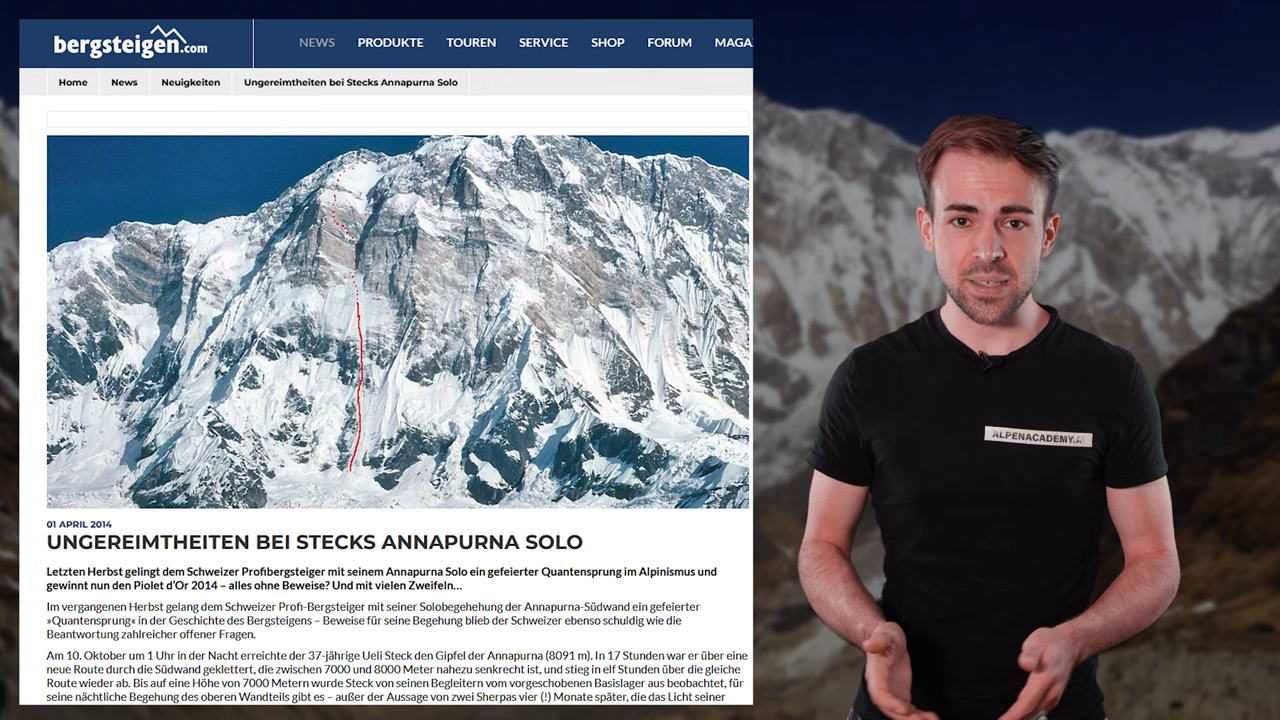 bergsteigen.com
NEWS PRODUKTE TOUREN SERVICE SHOP FORUM MAGA
Home News Neuigkeiten Ungereimtheiten bei Stecks Annapurna Solo
01 APRIL 2014
UNGEREIMTHEITEN BEI STECKS ANNAPURNA SOLO
Letzten Herbst gelingt dem Schweizer Profibergsteiger mit seinem Annapurna Solo ein gefeierter Quantensprung im Alpinismus und
gewinnt nun den Piolet d'Or 2014 – alles ohne Beweise? Und mit vielen Zweifeln...
Im vergangenen Herbst gelang dem Schweizer Profi-Bergsteiger mit seiner Solobegehung der Annapurna-Südwand ein gefeierter
»Quantensprung« in der Geschichte des Bergsteigens – Beweise für seine Begehung blieb der Schweizer ebenso schuldig wie die
Beantwortung zahlreicher offener Fragen.
Am 10. Oktober um 1 Uhr in der Nacht erreichte der 37-jährige Ueli Steck den Gipfel der Annapurna (8091 m). In 17 Stunden war er über eine
neue Route durch die Südwand geklettert, die zwischen 7000 und 8000 Meter nahezu senkrecht ist, und stieg in elf Stunden über die gleiche
Route wieder ab. Bis auf eine Höhe von 7000 Metern wurde Steck von seinen Begleitern vom vorgeschobenen Basislager aus beobachtet, für
seine nächtliche Begehung des oberen Wandteils gibt es – außer der Aussage von zwei Sherpas vier (!) Monate später, die das Licht seiner
ALPENACADEMY.AT